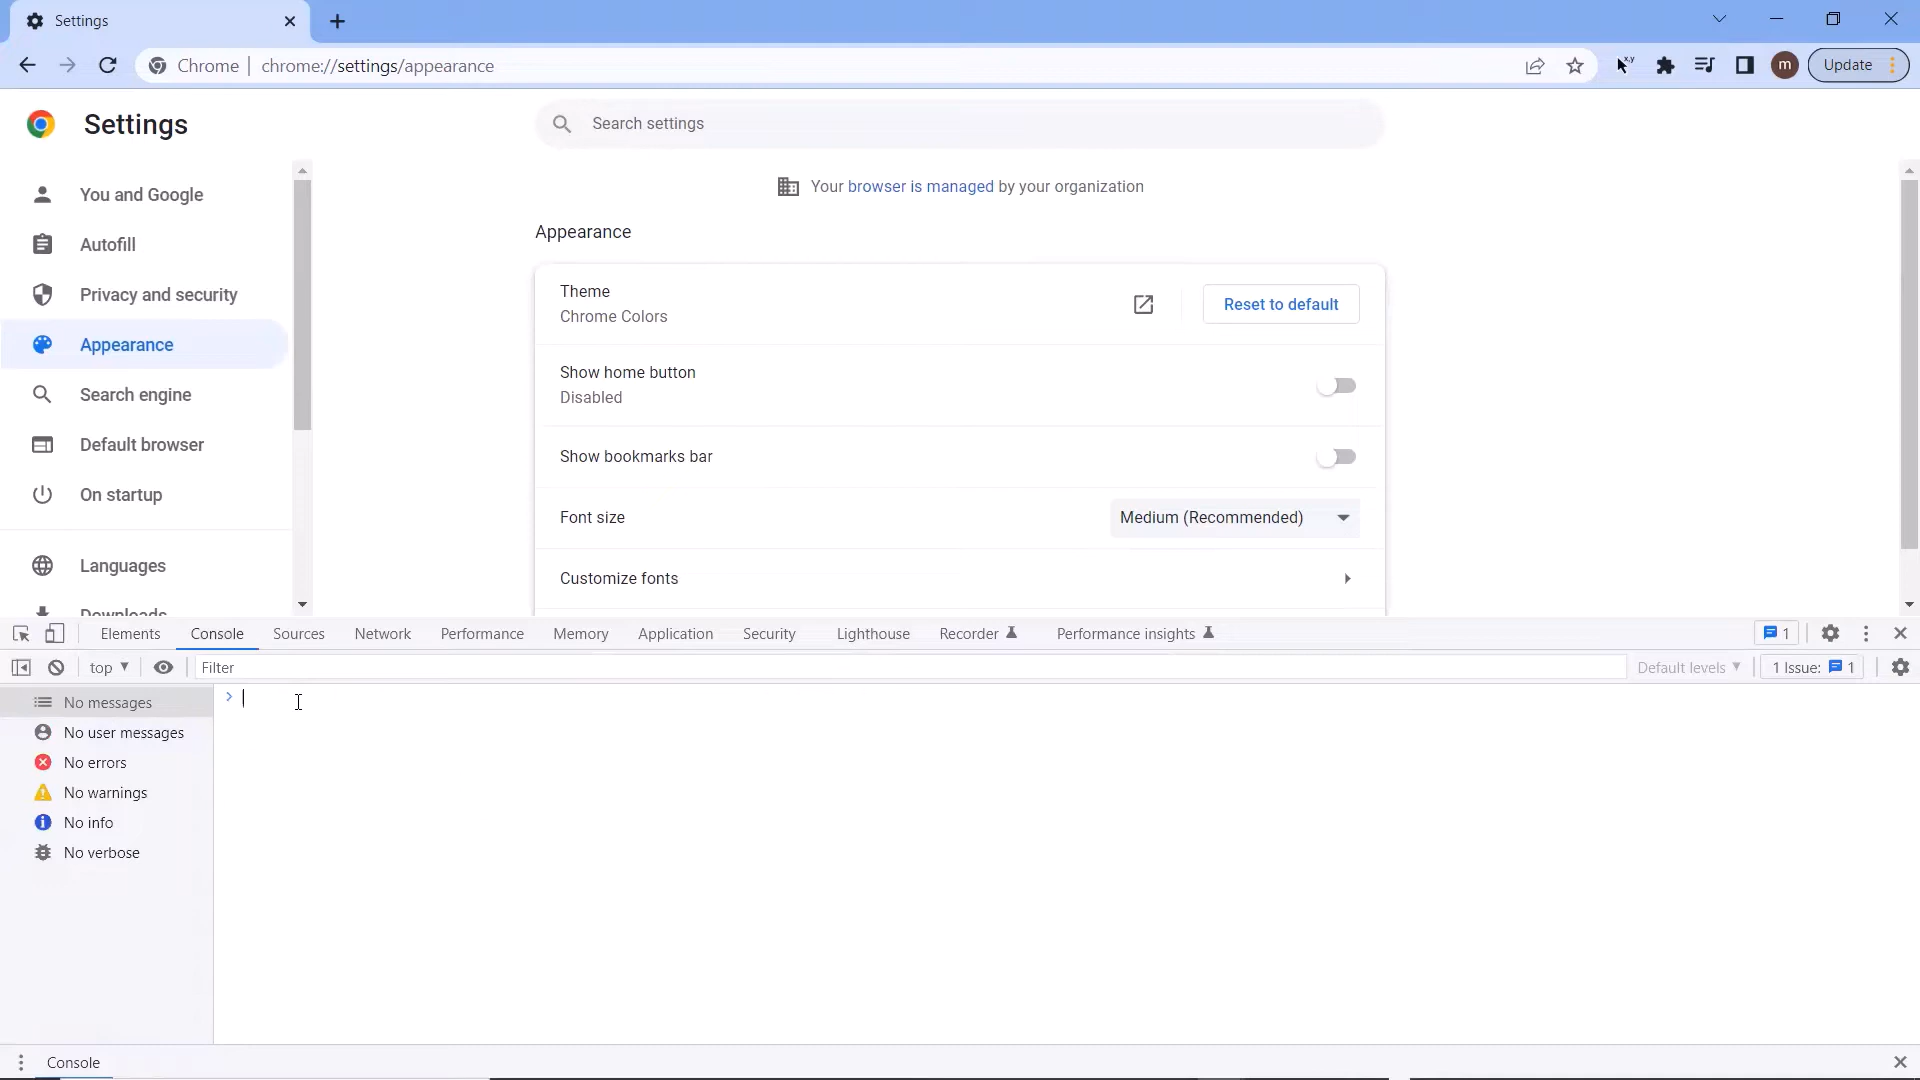 Settings
Chrome | chrome://settings/appearance
x,y
m
Update
Settings
Search settings
You and Google
Autofill
Privacy and security
Appearance
Search engine
Default browser
On startup
Languages
Downloads
Your browser is managed by your organization
Appearance
Theme
Chrome Colors
Reset to default
Show home button
Disabled
Show bookmarks bar
Font size
Medium (Recommended)
Customize fonts
Elements Console Sources Network Performance Memory Application Security Lighthouse Recorder Performance insights 1
top Filter Default levels 1 Issue: 1
No messages
No user messages
No errors
No warnings
No info
No verbose
Console